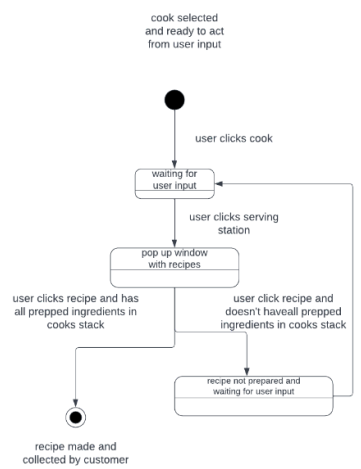 cook selected
and ready to act
from user input
user clicks cook
waiting for
user input
user clicks serving
station
pop up window
with recipes
user clicks recipe and has
all prepped ingredients in
cooks stack
user click recipe and
doesn't haveall prepped
ingredients in cooks stack
recipe not prepared and
waiting for user input
recipe made and
collected by customer